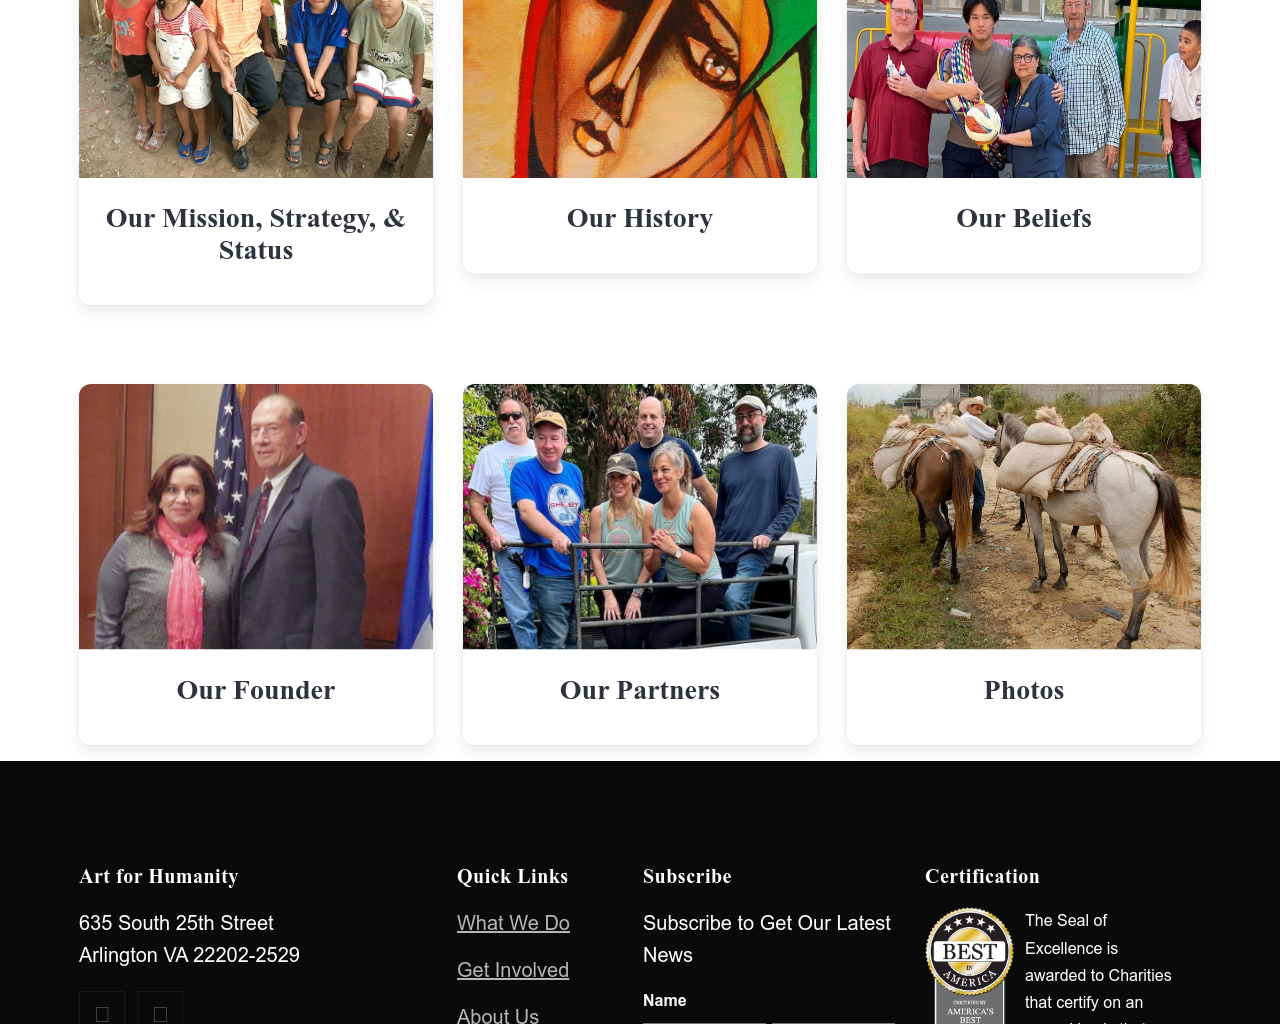 Our Mission, Strategy, &
Status
Our History
Our Beliefs
SHELBY
Our Founder
Our Partners
Photos
Art for Humanity
635 South 25th Street
Arlington VA 22202-2529
Quick Links
What We Do
Get Involved
About Us
Subscribe
Subscribe to Get Our Latest
News
Name
Certification
BEST
IN
AMERICA
CERTIFIED BY
AMERICA'S
BEST
The Seal of
Excellence is
awarded to Charities
that certify on an